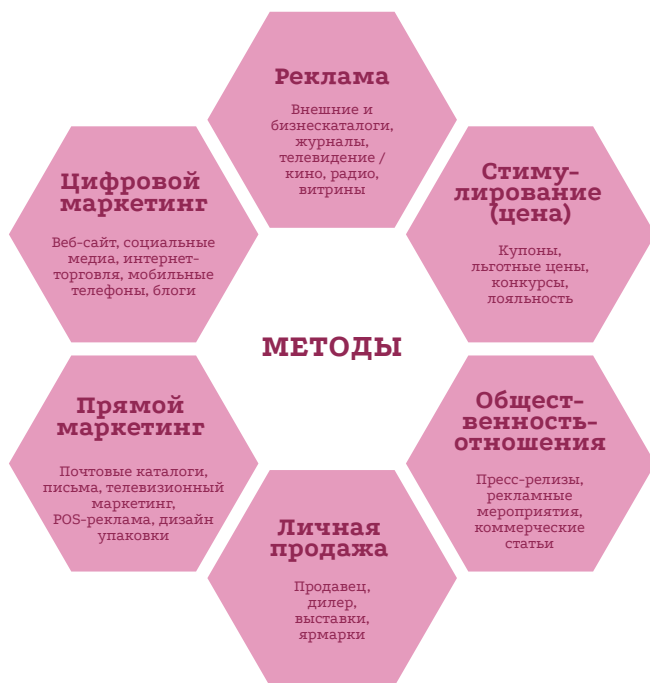 Реклама
Внешние и
бизнескаталоги,
журналы,
телевидение /
кино, радио,
витрины
Цифровой
маркетинг
Веб-сайт, социальные
медиа, интернет-
торговля, мобильные
телефоны, блоги
Стиму-
лирование
(цена)
Купоны,
льготные цены,
конкурсы,
лояльность
МЕТОДЫ
Прямой
маркетинг
Почтовые каталоги,
письма, телевизионный
маркетинг,
POS-реклама, дизайн
упаковки
Общест-
венность-
отношения
Пресс-релизы,
рекламные
мероприятия,
коммерческие
статьи
Личная
продажа
Продавец,
дилер,
выставки,
ярмарки